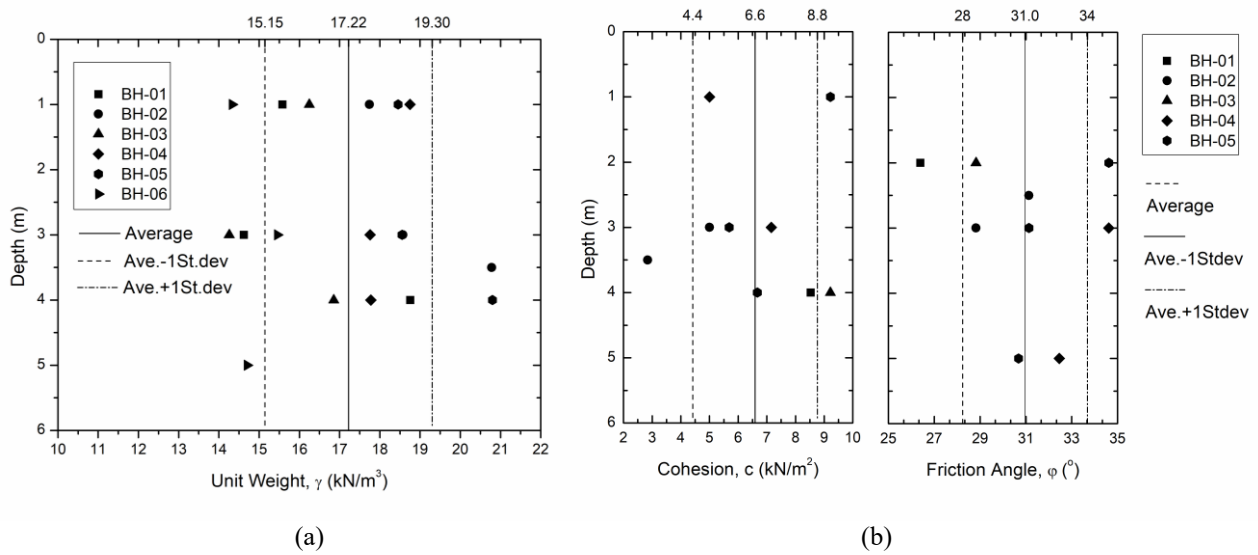 15.15 17.22 19.30
0
1
2
3
4
5
6
Depth (m)
BH-01
BH-02
BH-03
BH-04
BH-05
BH-06
Average
Ave.-1St.dev
Ave.+1St.dev
10 11 12 13 14 15 16 17 18 19 20 21 22
Unit Weight, γ (kN/m³)
(a)
4.4 6.6 8.8
0
1
2
3
4
5
6
Depth (m)
2 3 5 6 7 9 10
Cohesion, c (kN/m²)
28 31.0 34
25 27 29 31 33 35
Friction Angle, φ (°)
BH-01
BH-02
BH-03
BH-04
BH-05
Average
Ave.-1Stdev
Ave.+1Stdev
(b)